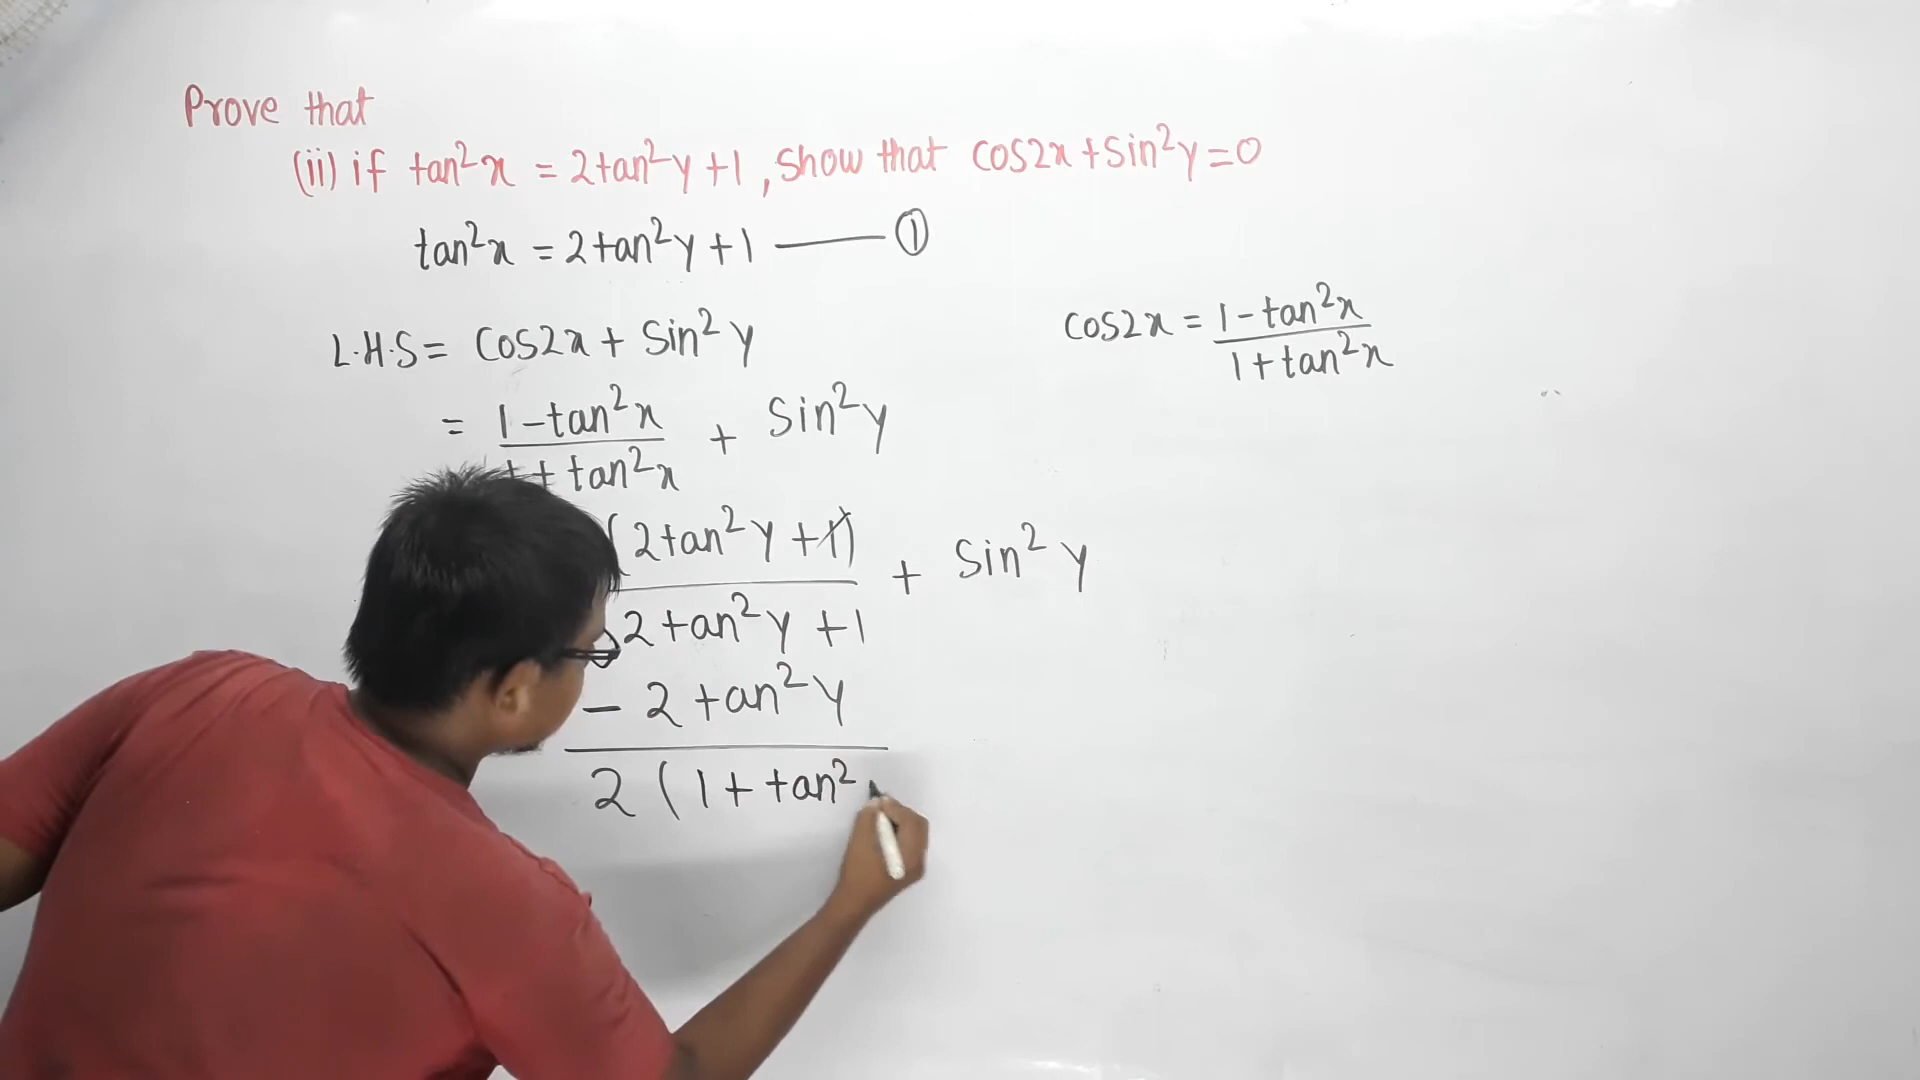 Prove that
(ii) if tan²x = 2tan²y + 1, show that cos2x + sin²y = 0
tan²x = 2tan²y + 1 —— ①
L.H.S = Cos2x + Sin²y
cos2x = (1 - tan²x)/(1 + tan²x)
= (1 - tan²x)/(1 + tan²x) + Sin²y
(2tan²y + 1)
+ Sin²y
2tan²y + 1
- 2tan²y
2(1 + tan²